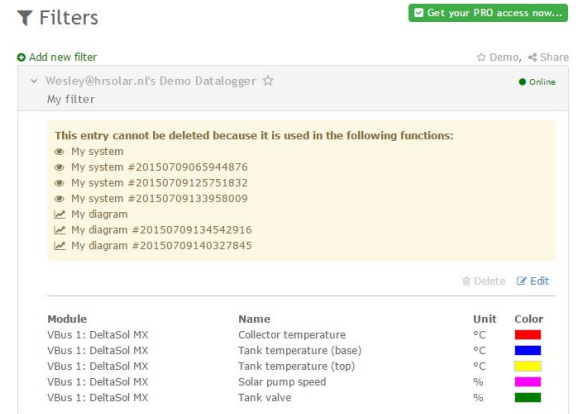 Filters
Get your PRO access now...
Add new filter
Demo, Share
Wesley@hrsolar.nl's Demo Datalogger
Online
My filter
This entry cannot be deleted because it is used in the following functions:
My system
My system #20150709065944876
My system #20150709125751832
My system #20150709133958009
My diagram
My diagram #20150709134542916
My diagram #20150709140327845
Delete Edit
Module Name Unit Color
VBus 1: DeltaSol MX Collector temperature °C
VBus 1: DeltaSol MX Tank temperature (base) °C
VBus 1: DeltaSol MX Tank temperature (top) °C
VBus 1: DeltaSol MX Solar pump speed %
VBus 1: DeltaSol MX Tank valve %